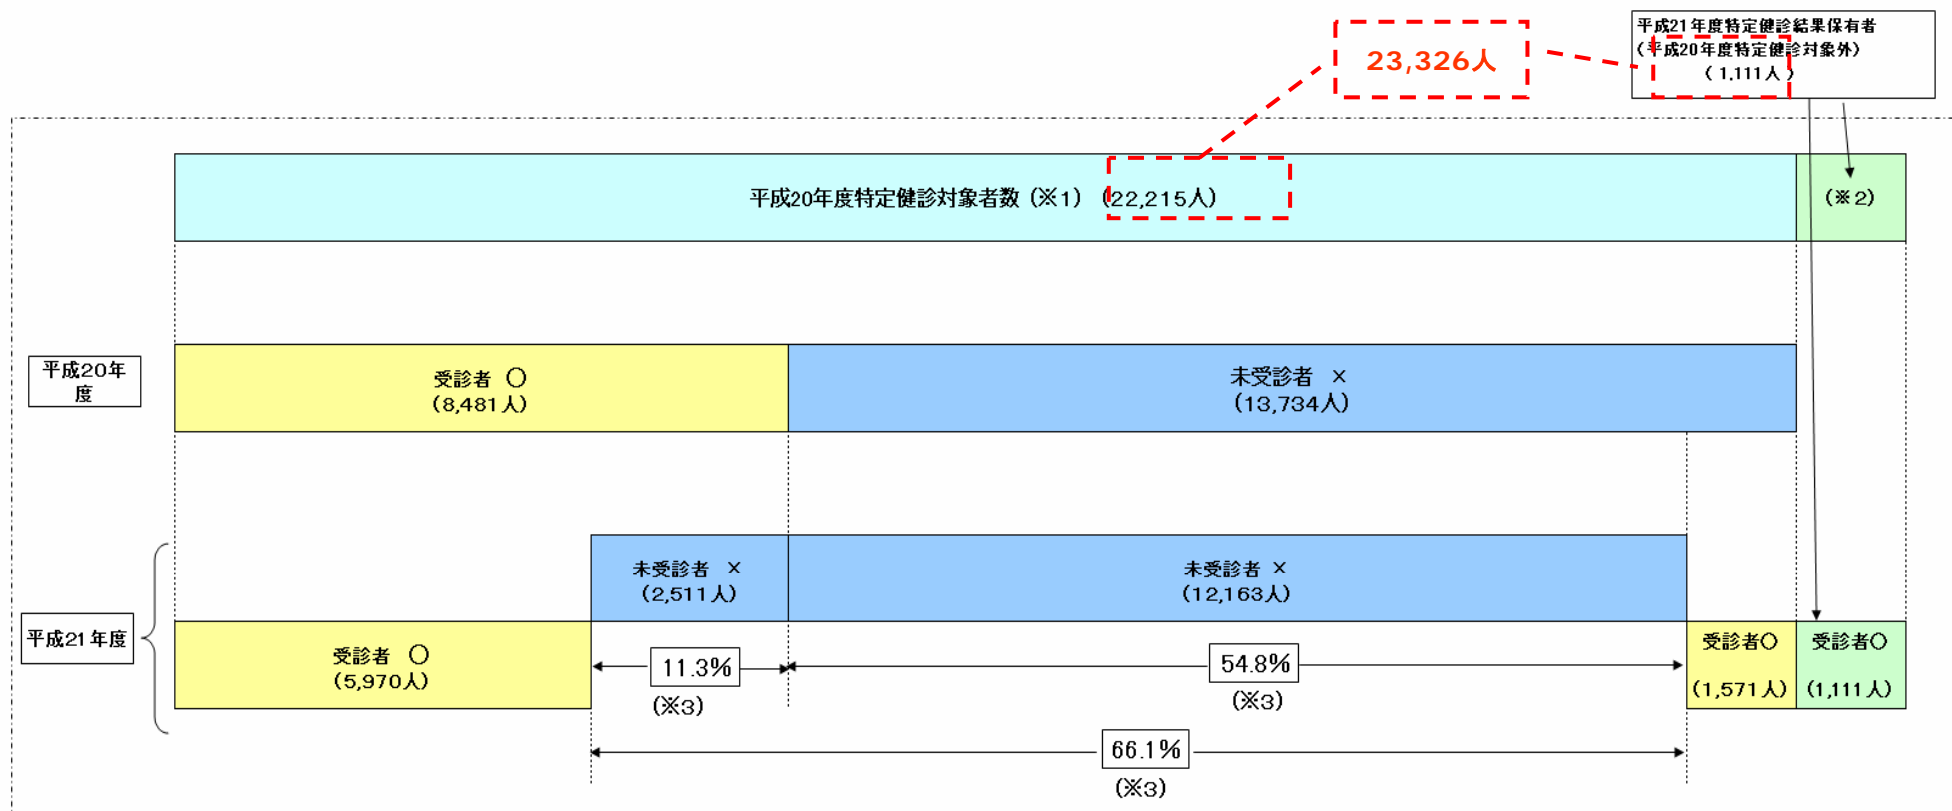 平成21年度特定健診結果保有者
(平成20年度特定健診対象外)
(1,111人)
23,326人
平成20年度特定健診対象者数(※1) (22,215人)
(※2)
平成20年
度
受診者 ○
(8,481人)
未受診者 ×
(13,734人)
平成21年度
未受診者 ×
(2,511人)
未受診者 ×
(12,163人)
受診者 ○
(5,970人)
11.3%
(※3)
54.8%
(※3)
受診者○
(1,571人)
受診者○
(1,111人)
66.1%
(※3)